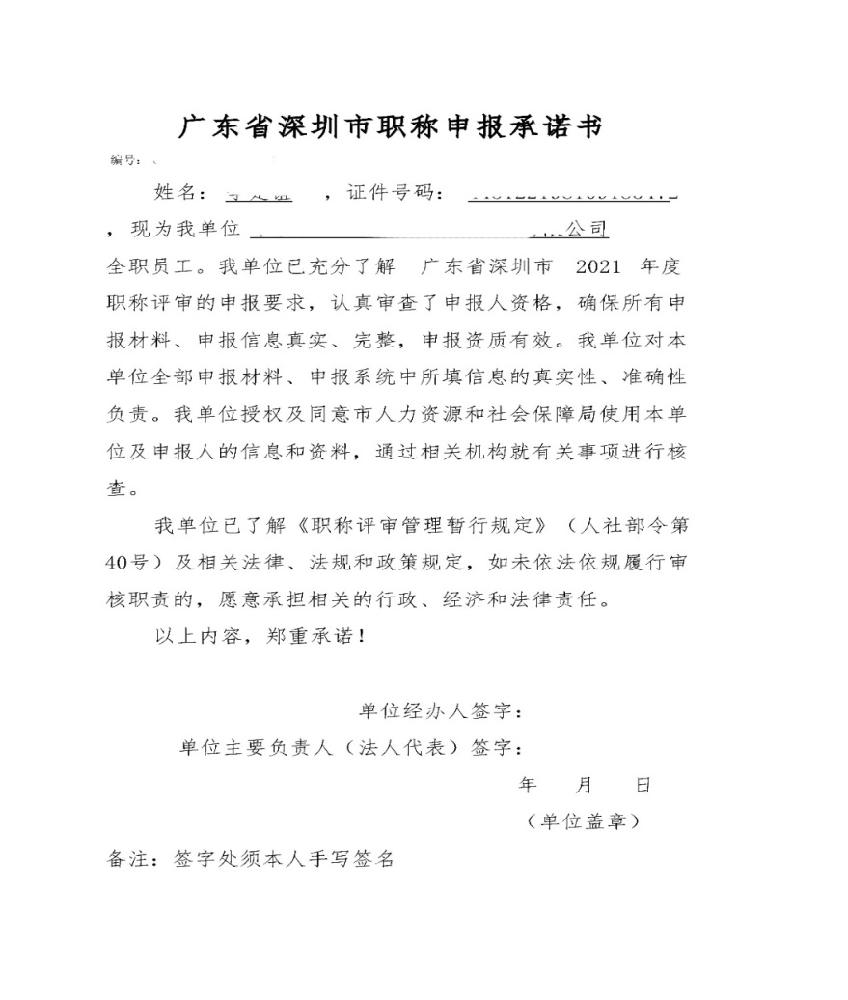 广东省深圳市职称申报承诺书
编号：
姓名： ，证件号码：
，现为我单位 公司
全职员工。我单位已充分了解 广东省深圳市 2021 年度
职称评审的申报要求，认真审查了申报人资格，确保所有申
报材料、申报信息真实、完整，申报资质有效。我单位对本
单位全部申报材料、申报系统中所填信息的真实性、准确性
负责。我单位授权及同意市人力资源和社会保障局使用本单
位及申报人的信息和资料，通过相关机构就有关事项进行核
查。
我单位已了解《职称评审管理暂行规定》（人社部令第
40号）及相关法律、法规和政策规定，如未依法依规履行审
核职责的，愿意承担相关的行政、经济和法律责任。
以上内容，郑重承诺！
单位经办人签字：
单位主要负责人（法人代表）签字：
年 月 日
（单位盖章）
备注：签字处须本人手写签名